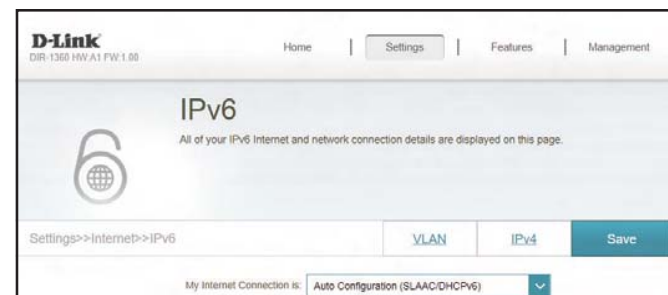 D-Link
DIR-1360 HW:A1 FW:1.00
Home | Settings | Features | Management
IPv6
All of your IPv6 Internet and network connection details are displayed on this page.
Settings>>Internet>>IPv6
VLAN
IPv4
Save
My Internet Connection is: Auto Configuration (SLAAC/DHCPv6)